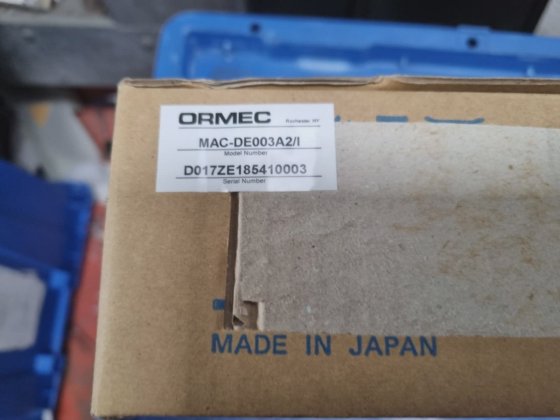 ORMEC Rochester, NY
MAC-DE003A2/I
Model Number
D017ZE185410003
Serial Number
MADE IN JAPAN